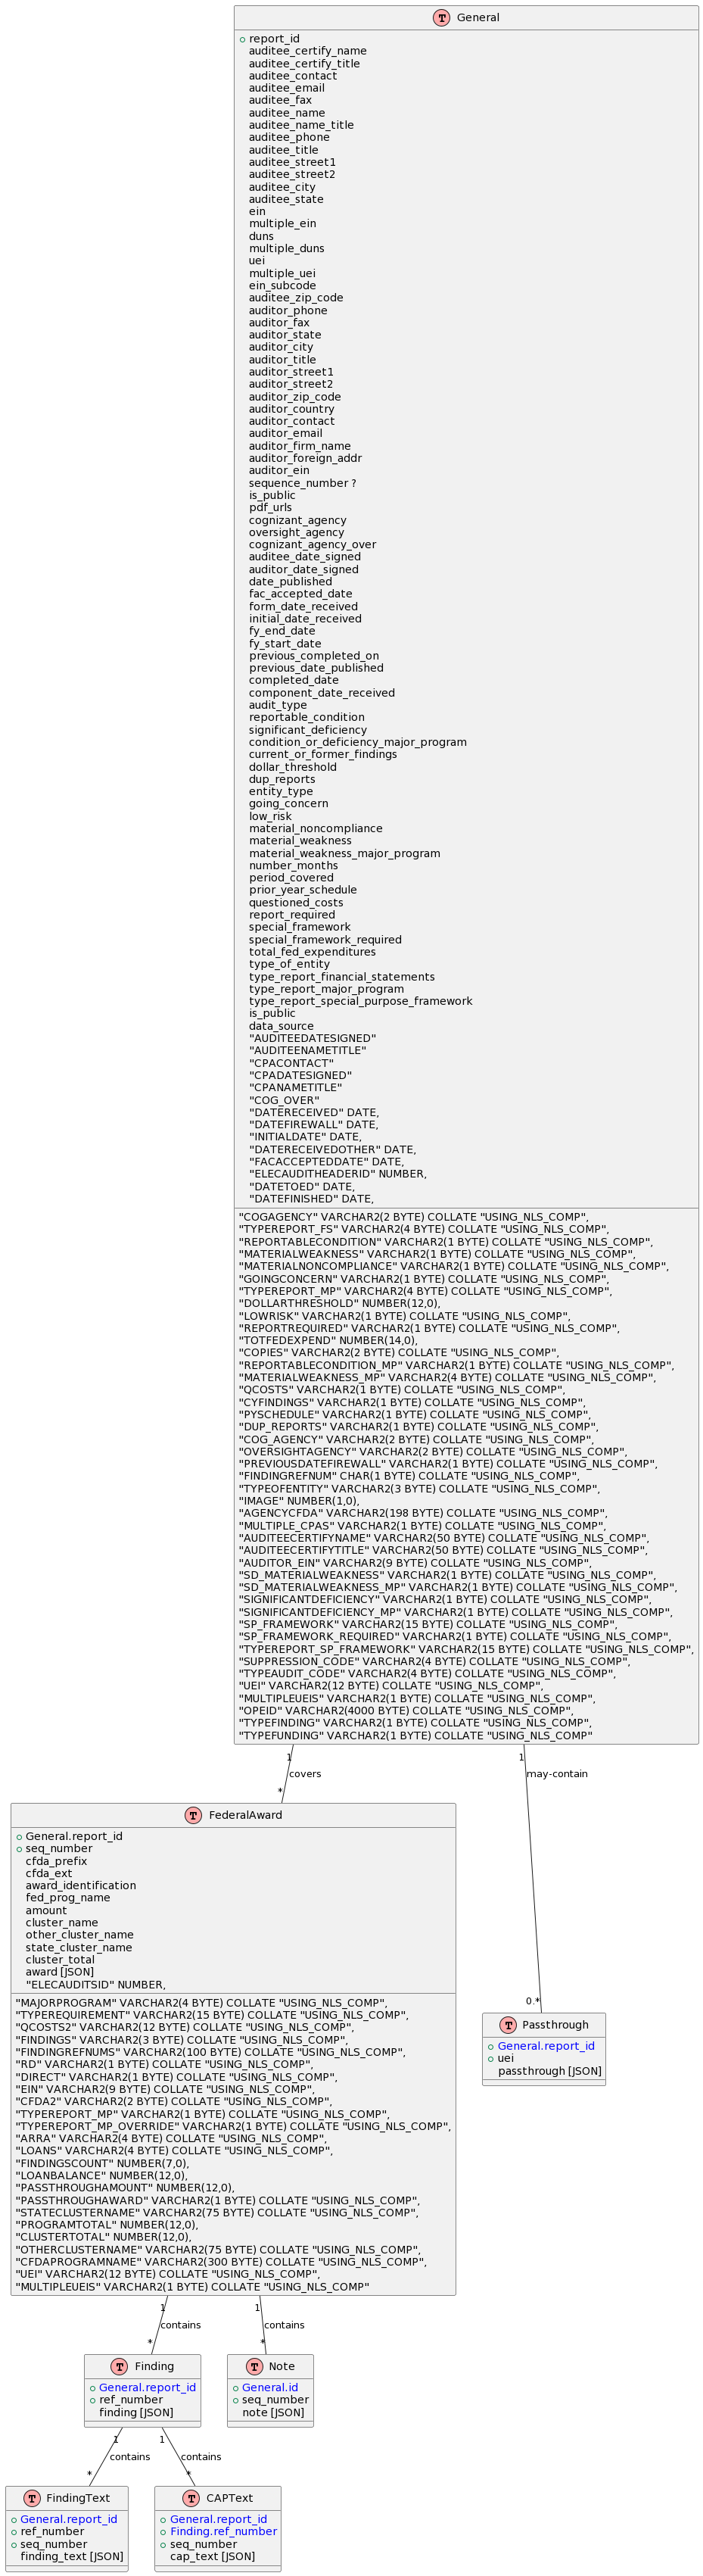 T General
report_id
auditee_certify_name
auditee_certify_title
auditee_contact
auditee_email
auditee_fax
auditee_name
auditee_name_title
auditee_phone
auditee_title
auditee_street1
auditee_street2
auditee_city
auditee_state
ein
multiple_ein
duns
multiple_duns
uei
multiple_uei
ein_subcode
auditee_zip_code
auditor_phone
auditor_fax
auditor_state
auditor_city
auditor_title
auditor_street1
auditor_street2
auditor_zip_code
auditor_country
auditor_contact
auditor_email
auditor_firm_name
auditor_foreign_addr
auditor_ein
sequence_number ?
is_public
pdf_urls
cognizant_agency
oversight_agency
cognizant_agency_over
auditee_date_signed
auditor_date_signed
date_published
fac_accepted_date
form_date_received
initial_date_received
fy_end_date
fy_start_date
previous_completed_on
previous_date_published
completed_date
component_date_received
audit_type
reportable_condition
significant_deficiency
condition_or_deficiency_major_program
current_or_former_findings
dollar_threshold
dup_reports
entity_type
going_concern
low_risk
material_noncompliance
material_weakness
material_weakness_major_program
number_months
period_covered
prior_year_schedule
questioned_costs
report_required
special_framework
special_framework_required
total_fed_expenditures
type_of_entity
type_report_financial_statements
type_report_major_program
type_report_special_purpose_framework
is_public
data_source
"AUDITEEDATESIGNED"
"AUDITEENAMETITLE"
"CPACONTACT"
"CPADATESIGNED"
"CPANAMETITLE"
"COG_OVER"
"DATERECEIVED" DATE,
"DATEFIREWALL" DATE,
"INITIALDATE" DATE,
"DATERECEIVEDOTHER" DATE,
"FACACCEPTEDDATE" DATE,
"ELECAUDITHEADERID" NUMBER,
"DATETOED" DATE,
"DATEFINISHED" DATE,
"COGAGENCY" VARCHAR2(2 BYTE) COLLATE "USING_NLS_COMP",
"TYPEREPORT_FS" VARCHAR2(4 BYTE) COLLATE "USING_NLS_COMP",
"REPORTABLECONDITION" VARCHAR2(1 BYTE) COLLATE "USING_NLS_COMP",
"MATERIALWEAKNESS" VARCHAR2(1 BYTE) COLLATE "USING_NLS_COMP",
"MATERIALNONCOMPLIANCE" VARCHAR2(1 BYTE) COLLATE "USING_NLS_COMP",
"GOINGCONCERN" VARCHAR2(1 BYTE) COLLATE "USING_NLS_COMP",
"TYPEREPORT_MP" VARCHAR2(4 BYTE) COLLATE "USING_NLS_COMP",
"DOLLARTHRESHOLD" NUMBER(12,0),
"LOWRISK" VARCHAR2(1 BYTE) COLLATE "USING_NLS_COMP",
"REPORTREQUIRED" VARCHAR2(1 BYTE) COLLATE "USING_NLS_COMP",
"TOTFEDEXPEND" NUMBER(14,0),
"COPIES" VARCHAR2(2 BYTE) COLLATE "USING_NLS_COMP",
"REPORTABLECONDITION_MP" VARCHAR2(1 BYTE) COLLATE "USING_NLS_COMP",
"MATERIALWEAKNESS_MP" VARCHAR2(4 BYTE) COLLATE "USING_NLS_COMP",
"QCOSTS" VARCHAR2(1 BYTE) COLLATE "USING_NLS_COMP",
"CYFINDINGS" VARCHAR2(1 BYTE) COLLATE "USING_NLS_COMP",
"PYSCHEDULE" VARCHAR2(1 BYTE) COLLATE "USING_NLS_COMP",
"DUP_REPORTS" VARCHAR2(1 BYTE) COLLATE "USING_NLS_COMP",
"COG_AGENCY" VARCHAR2(2 BYTE) COLLATE "USING_NLS_COMP",
"OVERSIGHTAGENCY" VARCHAR2(2 BYTE) COLLATE "USING_NLS_COMP",
"PREVIOUSDATEFIREWALL" VARCHAR2(1 BYTE) COLLATE "USING_NLS_COMP",
"FINDINGREFNUM" CHAR(1 BYTE) COLLATE "USING_NLS_COMP",
"TYPEOFENTITY" VARCHAR2(3 BYTE) COLLATE "USING_NLS_COMP",
"IMAGE" NUMBER(1,0),
"AGENCYCFDA" VARCHAR2(198 BYTE) COLLATE "USING_NLS_COMP",
"MULTIPLE_CPAS" VARCHAR2(1 BYTE) COLLATE "USING_NLS_COMP",
"AUDITEECERTIFYNAME" VARCHAR2(50 BYTE) COLLATE "USING_NLS_COMP",
"AUDITEECERTIFYTITLE" VARCHAR2(50 BYTE) COLLATE "USING_NLS_COMP",
"AUDITOR_EIN" VARCHAR2(9 BYTE) COLLATE "USING_NLS_COMP",
"SD_MATERIALWEAKNESS" VARCHAR2(1 BYTE) COLLATE "USING_NLS_COMP",
"SD_MATERIALWEAKNESS_MP" VARCHAR2(1 BYTE) COLLATE "USING_NLS_COMP",
"SIGNIFICANTDEFICIENCY" VARCHAR2(1 BYTE) COLLATE "USING_NLS_COMP",
"SIGNIFICANTDEFICIENCY_MP" VARCHAR2(1 BYTE) COLLATE "USING_NLS_COMP",
"SP_FRAMEWORK" VARCHAR2(15 BYTE) COLLATE "USING_NLS_COMP",
"SP_FRAMEWORK_REQUIRED" VARCHAR2(1 BYTE) COLLATE "USING_NLS_COMP",
"TYPEREPORT_SP_FRAMEWORK" VARCHAR2(15 BYTE) COLLATE "USING_NLS_COMP",
"SUPPRESSION_CODE" VARCHAR2(4 BYTE) COLLATE "USING_NLS_COMP",
"TYPEAUDIT_CODE" VARCHAR2(4 BYTE) COLLATE "USING_NLS_COMP",
"UEI" VARCHAR2(12 BYTE) COLLATE "USING_NLS_COMP",
"MULTIPLEUEIS" VARCHAR2(1 BYTE) COLLATE "USING_NLS_COMP",
"OPEID" VARCHAR2(4000 BYTE) COLLATE "USING_NLS_COMP",
"TYPEFINDING" VARCHAR2(1 BYTE) COLLATE "USING_NLS_COMP",
"TYPEFUNDING" VARCHAR2(1 BYTE) COLLATE "USING_NLS_COMP"
1
covers
*
1
may-contain
0.*
T FederalAward
General.report_id
seq_number
cfda_prefix
cfda_ext
award_identification
fed_prog_name
amount
cluster_name
other_cluster_name
state_cluster_name
cluster_total
award [JSON]
"ELECAUDITSID" NUMBER,
"MAJORPROGRAM" VARCHAR2(4 BYTE) COLLATE "USING_NLS_COMP",
"TYPEREQUIREMENT" VARCHAR2(15 BYTE) COLLATE "USING_NLS_COMP",
"QCOSTS2" VARCHAR2(12 BYTE) COLLATE "USING_NLS_COMP",
"FINDINGS" VARCHAR2(3 BYTE) COLLATE "USING_NLS_COMP",
"FINDINGREFNUMS" VARCHAR2(100 BYTE) COLLATE "USING_NLS_COMP",
"RD" VARCHAR2(1 BYTE) COLLATE "USING_NLS_COMP",
"DIRECT" VARCHAR2(1 BYTE) COLLATE "USING_NLS_COMP",
"EIN" VARCHAR2(9 BYTE) COLLATE "USING_NLS_COMP",
"CFDA2" VARCHAR2(2 BYTE) COLLATE "USING_NLS_COMP",
"TYPEREPORT_MP" VARCHAR2(1 BYTE) COLLATE "USING_NLS_COMP",
"TYPEREPORT_MP_OVERRIDE" VARCHAR2(1 BYTE) COLLATE "USING_NLS_COMP",
"ARRA" VARCHAR2(4 BYTE) COLLATE "USING_NLS_COMP",
"LOANS" VARCHAR2(4 BYTE) COLLATE "USING_NLS_COMP",
"FINDINGSCOUNT" NUMBER(7,0),
"LOANBALANCE" NUMBER(12,0),
"PASSTHROUGHAMOUNT" NUMBER(12,0),
"PASSTHROUGHAWARD" VARCHAR2(1 BYTE) COLLATE "USING_NLS_COMP",
"STATECLUSTERNAME" VARCHAR2(75 BYTE) COLLATE "USING_NLS_COMP",
"PROGRAMTOTAL" NUMBER(12,0),
"CLUSTERTOTAL" NUMBER(12,0),
"OTHERCLUSTERNAME" VARCHAR2(75 BYTE) COLLATE "USING_NLS_COMP",
"CFDAPROGRAMNAME" VARCHAR2(300 BYTE) COLLATE "USING_NLS_COMP",
"UEI" VARCHAR2(12 BYTE) COLLATE "USING_NLS_COMP",
"MULTIPLEUEIS" VARCHAR2(1 BYTE) COLLATE "USING_NLS_COMP"
T Passthrough
General.report_id
uei
passthrough [JSON]
1
contains
*
1
contains
*
T Finding
General.report_id
ref_number
finding [JSON]
T Note
General.id
seq_number
note [JSON]
1
contains
*
1
contains
*
T FindingText
General.report_id
ref_number
seq_number
finding_text [JSON]
T CAPText
General.report_id
Finding.ref_number
seq_number
cap_text [JSON]